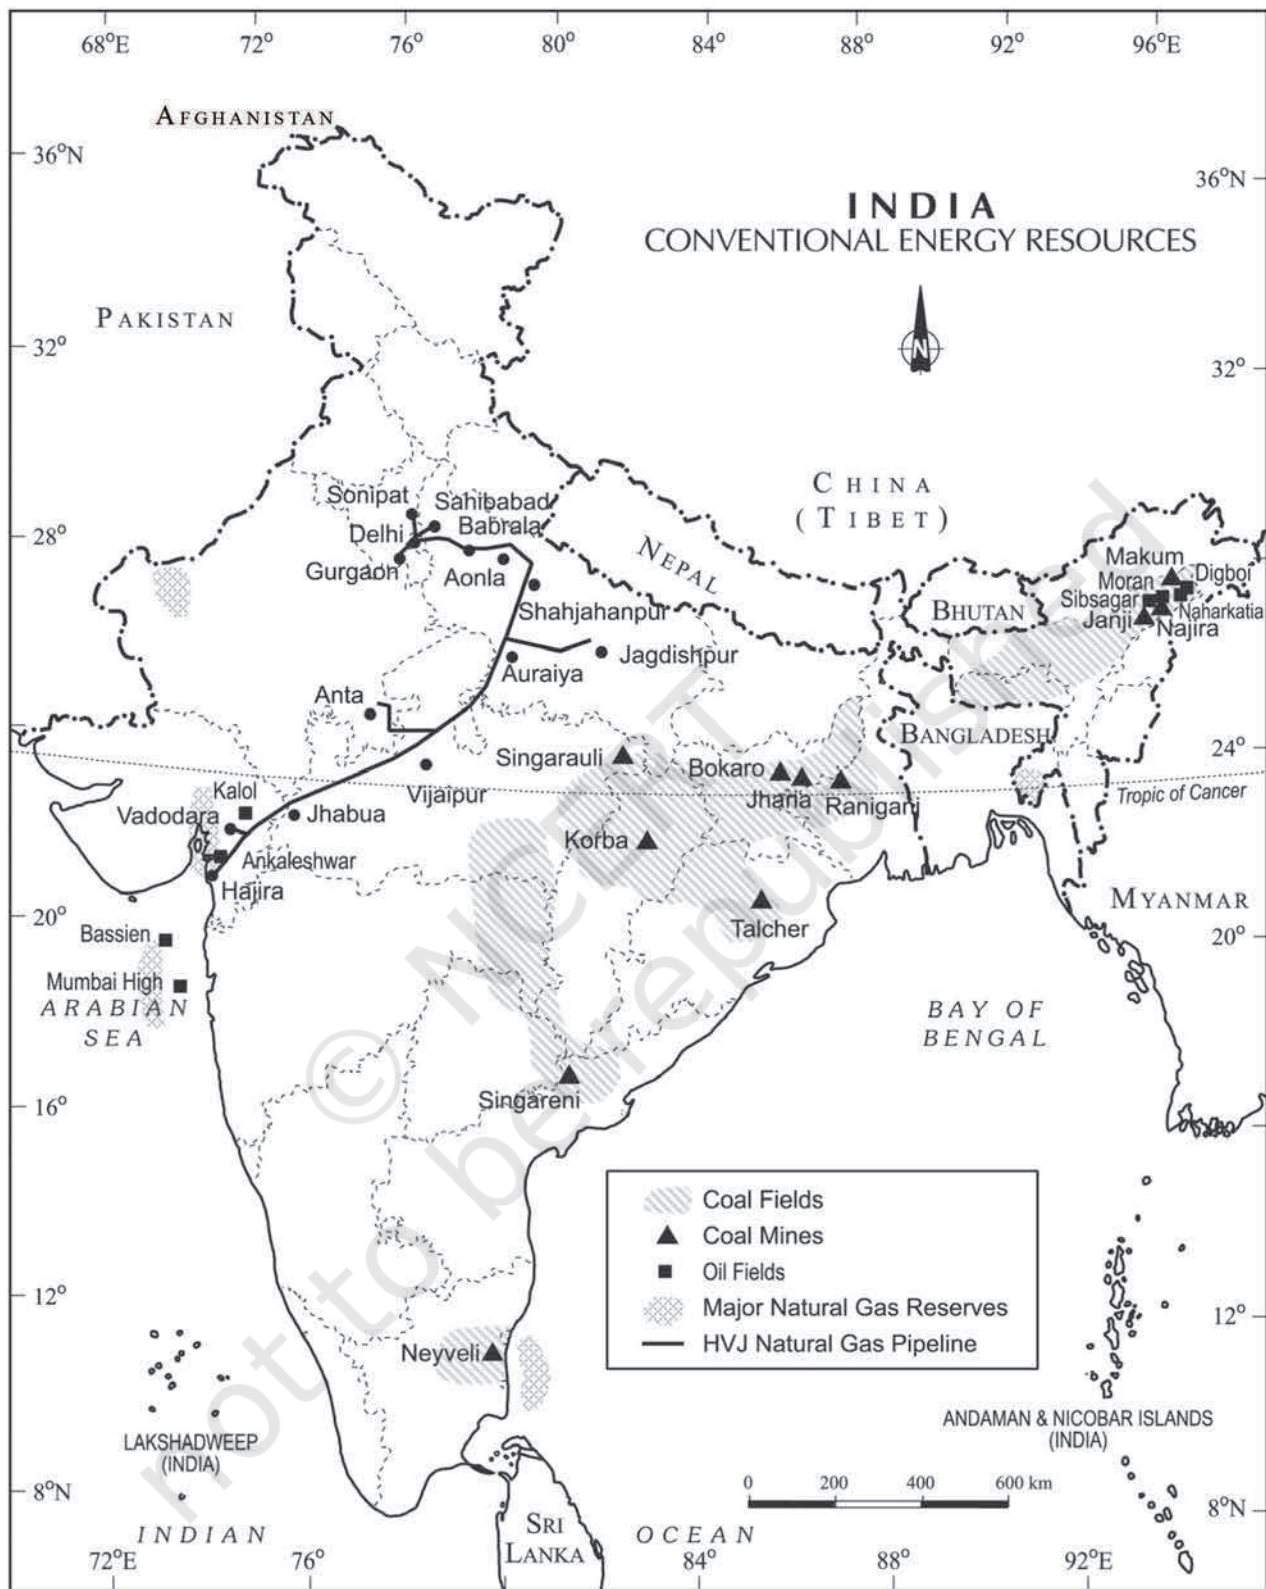 68°E 72° 76° 80° 84° 88° 92° 96°E
AFGHANISTAN
36°N
36°N
INDIA
CONVENTIONAL ENERGY RESOURCES
PAKISTAN
N
32°
32°
CHINA
(TIBET)
Sonipat
Sahibabad
Delhi
Babrala
28°
28°
NEPAL
Gurgaon
Aonla
Makum
Digboi
Moran
Shahjahanpur
BHUTAN
Sibsagar
Naharkatia
Janji
Najira
Jagdishpur
Auraiya
Anta
BANGLADESH
24°
Singarauli
Bokaro
Tropic of Cancer
Kalol
Vijaipur
Jharia
Raniganj
Vadodara
Jhabua
Korba
Ankaleshwar
Hajira
MYANMAR
20°
20°
Talcher
Bassien
Mumbai High
ARABIAN
SEA
BAY OF
BENGAL
16°
Singareni
Coal Fields
Coal Mines
Oil Fields
Major Natural Gas Reserves
HVJ Natural Gas Pipeline
12°
12°
Neyveli
LAKSHADWEEP
(INDIA)
ANDAMAN & NICOBAR ISLANDS
(INDIA)
0 200 400 600 km
8°N
8°N
INDIAN
OCEAN
SRI
LANKA
72°E 76° 84° 88° 92°E
© NCERT
not to be republished